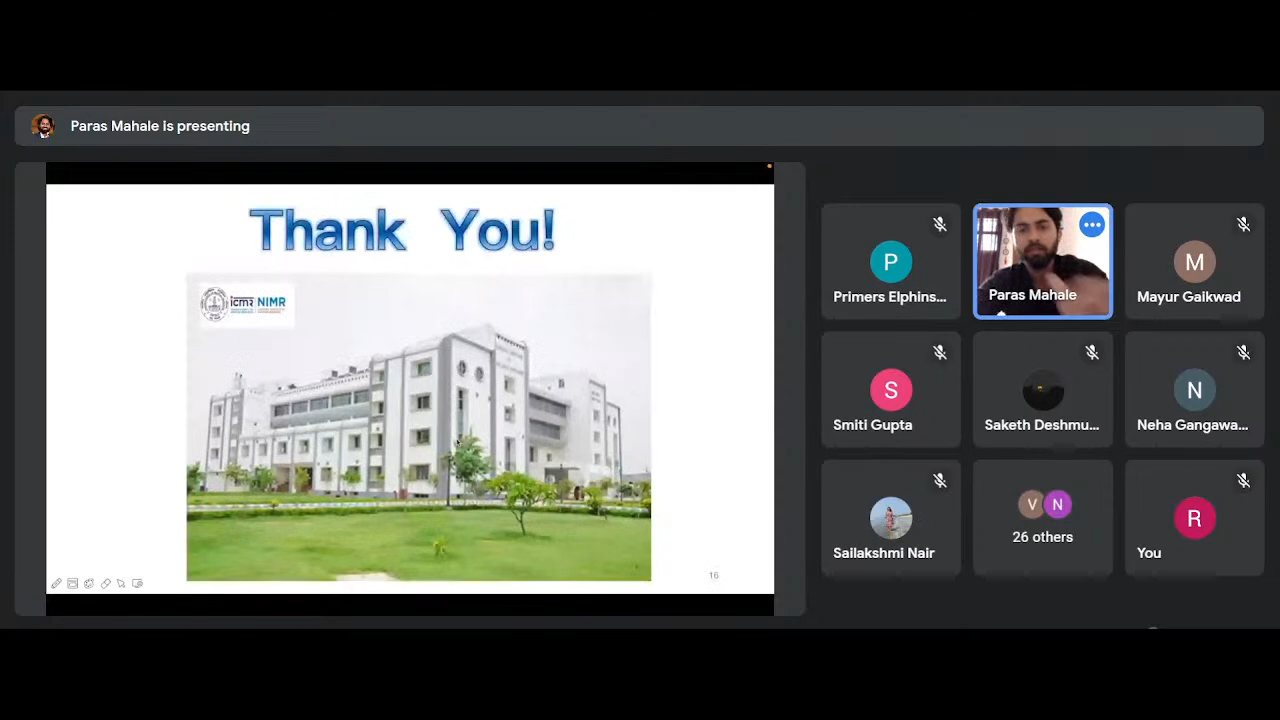 Paras Mahale is presenting
Thank You!
icmr NIMR
16
P
Primers Elphins...
Paras Mahale
M
Mayur Gaikwad
S
Smiti Gupta
Saketh Deshmu...
N
Neha Gangawa...
Sailakshmi Nair
V N
26 others
R
You